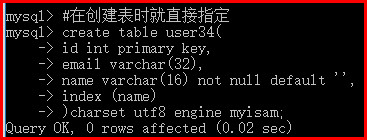 mysql> #在创建表时就直接指定
mysql> create table user34(
    -> id int primary key,
    -> email varchar(32),
    -> name varchar(16) not null default '',
    -> index (name)
    -> )charset utf8 engine myisam;
Query OK, 0 rows affected (0.02 sec)